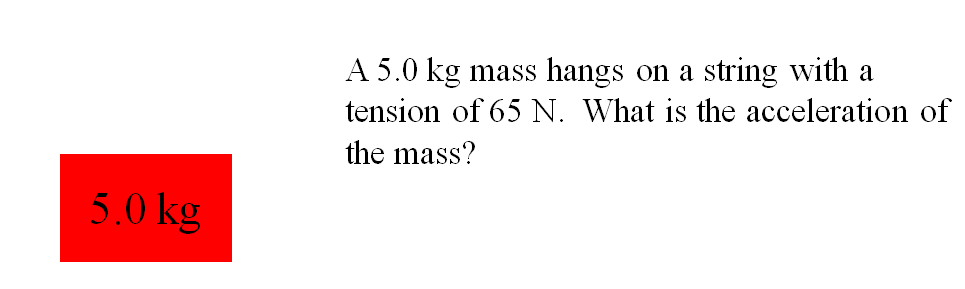 A 5.0 kg mass hangs on a string with a
tension of 65 N.  What is the acceleration of
the mass?
5.0 kg